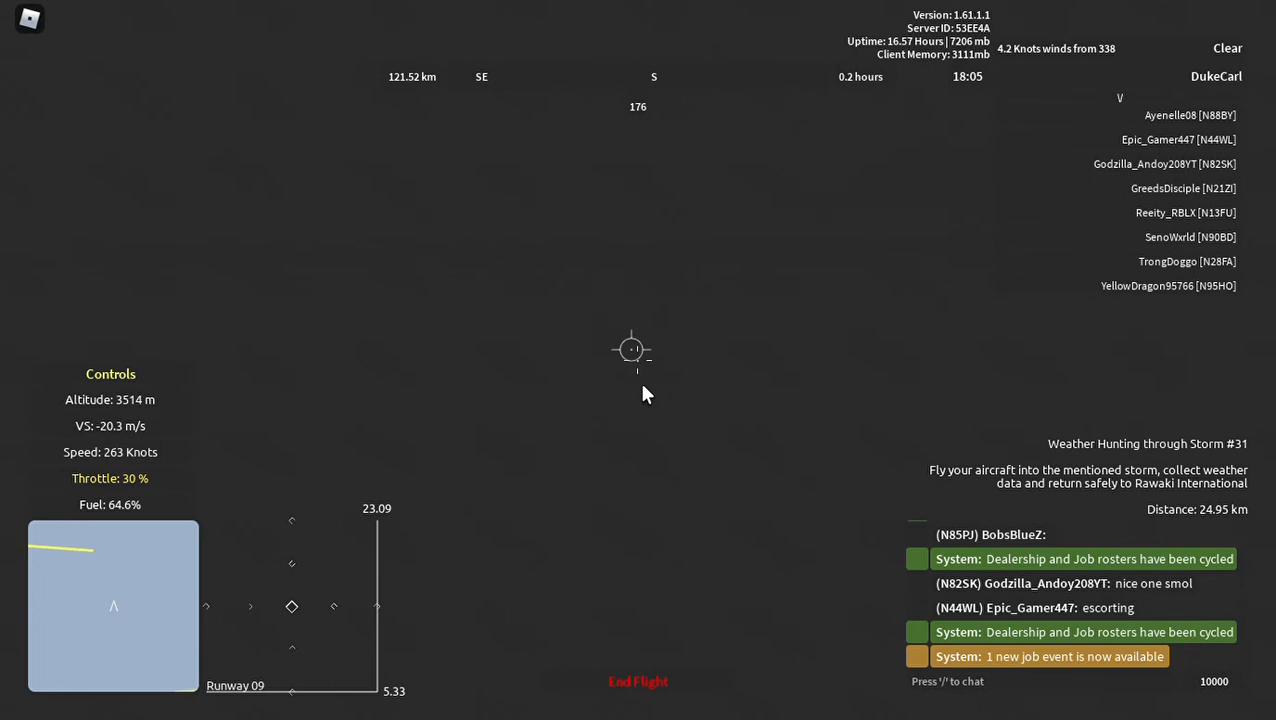 Version: 1.61.1.1
Server ID: 53EE4A
Uptime: 16.57 Hours | 7206 mb
Client Memory: 3111mb
4.2 Knots winds from 338
Clear
121.52 km
SE
S
0.2 hours
18:05
DukeCarl
176
Ayenelle08 [N88BY]
Epic_Gamer447 [N44WL]
Godzilla_Andoy208YT [N82SK]
GreedsDisciple [N21ZI]
Reeity_RBLX [N13FU]
SenoWxrld [N90BD]
TrongDoggo [N28FA]
YellowDragon95766 [N95HO]
Controls
Altitude: 3514 m
VS: -20.3 m/s
Speed: 263 Knots
Throttle: 30 %
Fuel: 64.6%
23.09
Runway 09
5.33
Weather Hunting through Storm #31
Fly your aircraft into the mentioned storm, collect weather
data and return safely to Rawaki International
Distance: 24.95 km
(N85PJ) BobsBlueZ:
System: Dealership and Job rosters have been cycled
(N82SK) Godzilla_Andoy208YT: nice one smol
(N44WL) Epic_Gamer447: escorting
System: Dealership and Job rosters have been cycled
System: 1 new job event is now available
Press '/' to chat
10000
End Flight